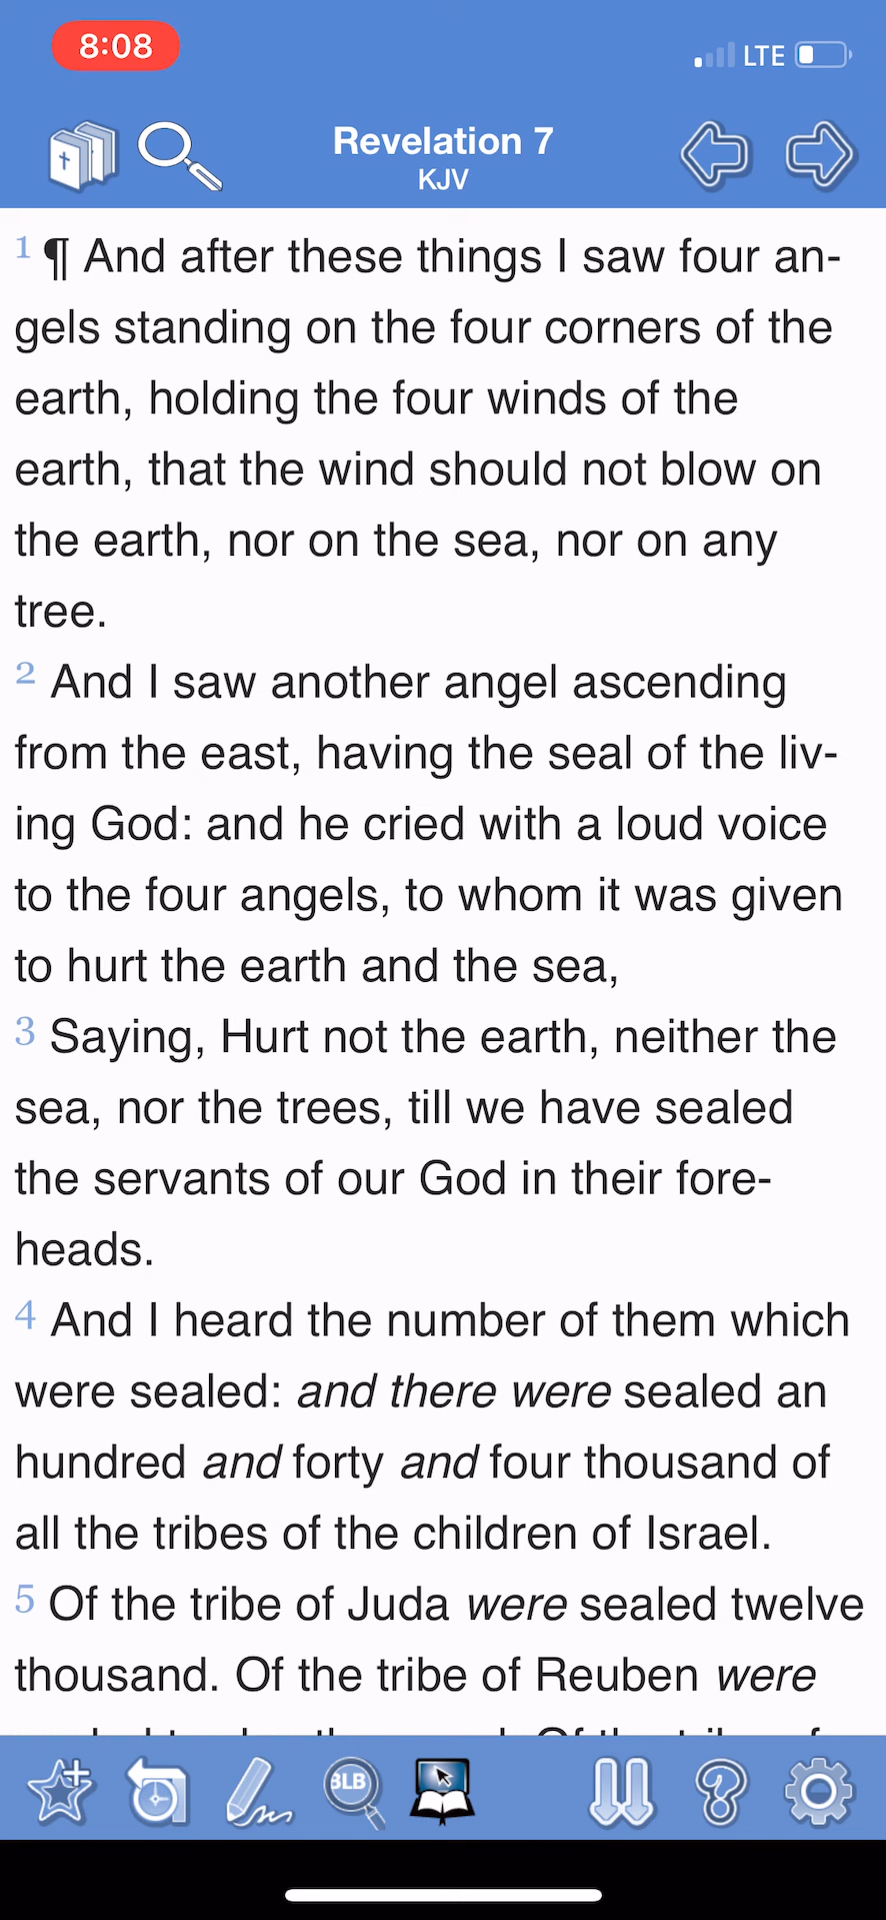 8:08
LTE
Revelation 7
KJV
1 ¶ And after these things I saw four an-
gels standing on the four corners of the
earth, holding the four winds of the
earth, that the wind should not blow on
the earth, nor on the sea, nor on any
tree.
2 And I saw another angel ascending
from the east, having the seal of the liv-
ing God: and he cried with a loud voice
to the four angels, to whom it was given
to hurt the earth and the sea,
3 Saying, Hurt not the earth, neither the
sea, nor the trees, till we have sealed
the servants of our God in their fore-
heads.
4 And I heard the number of them which
were sealed: and there were sealed an
hundred and forty and four thousand of
all the tribes of the children of Israel.
5 Of the tribe of Juda were sealed twelve
thousand. Of the tribe of Reuben were
BLB